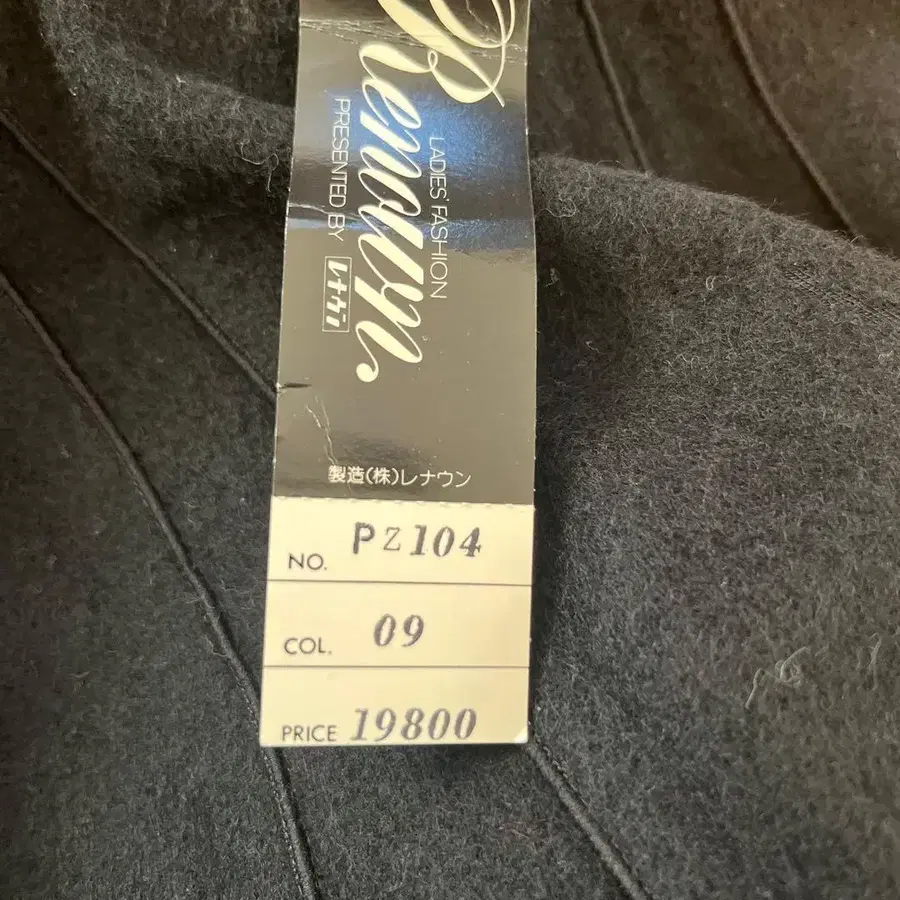 Renown
LADIES' FASHION
PRESENTED BY レナウン
製造(株)レナウン
NO. PZ104
COL. 09
PRICE 19800